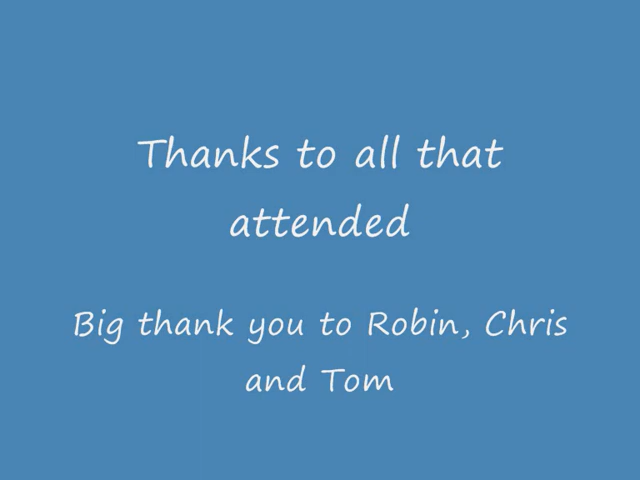 Thanks to all that
attended
Big thank you to Robin, Chris
and Tom